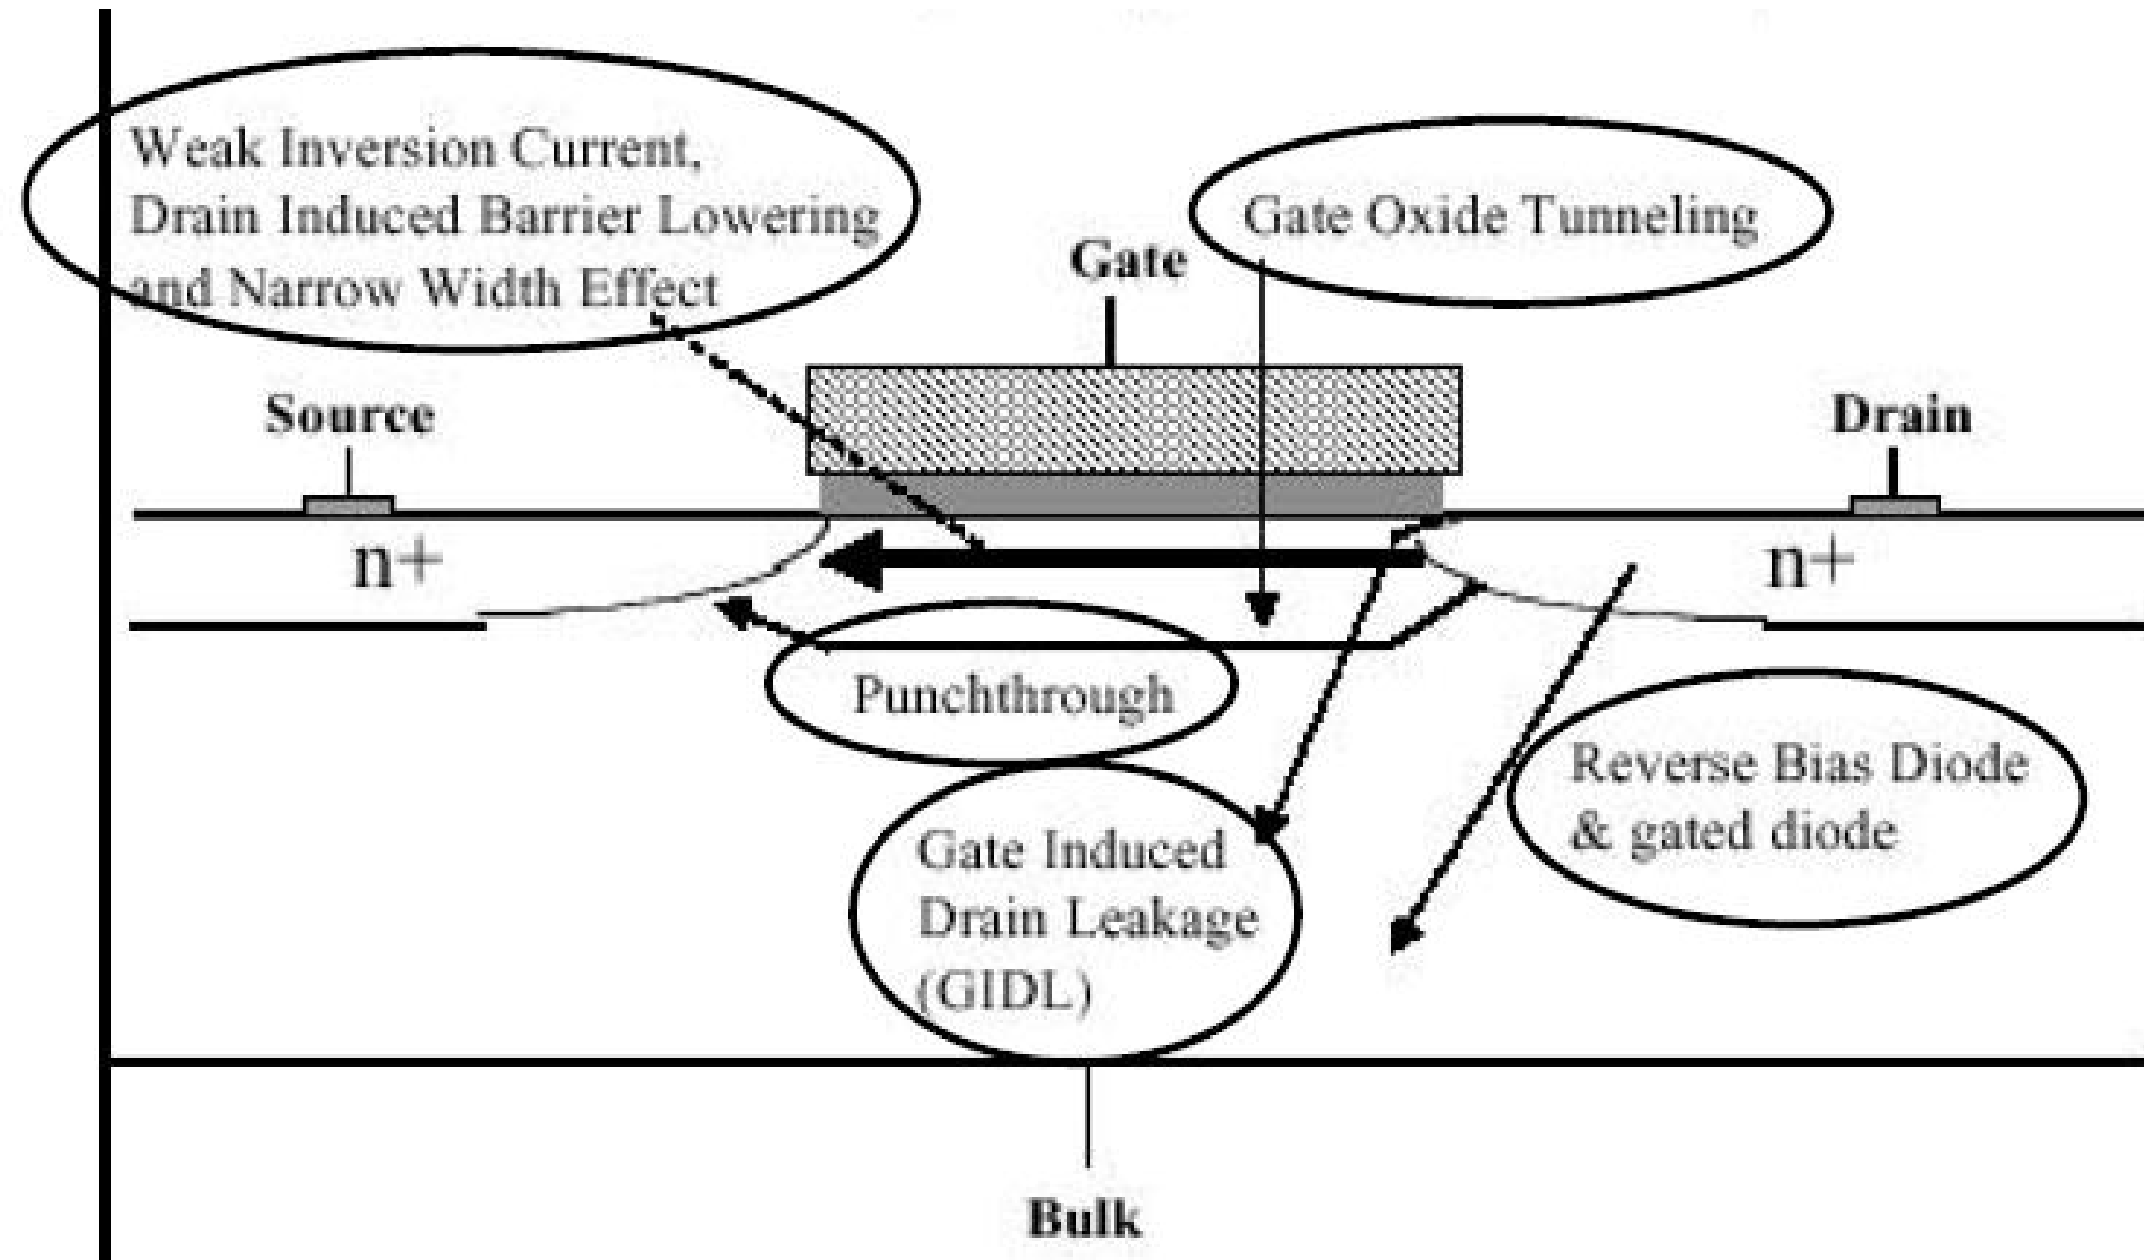 Weak Inversion Current,
Drain Induced Barrier Lowering
and Narrow Width Effect
Gate Oxide Tunneling
Gate
Source
Drain
n+
n+
Punchthrough
Reverse Bias Diode
& gated diode
Gate Induced
Drain Leakage
(GIDL)
Bulk